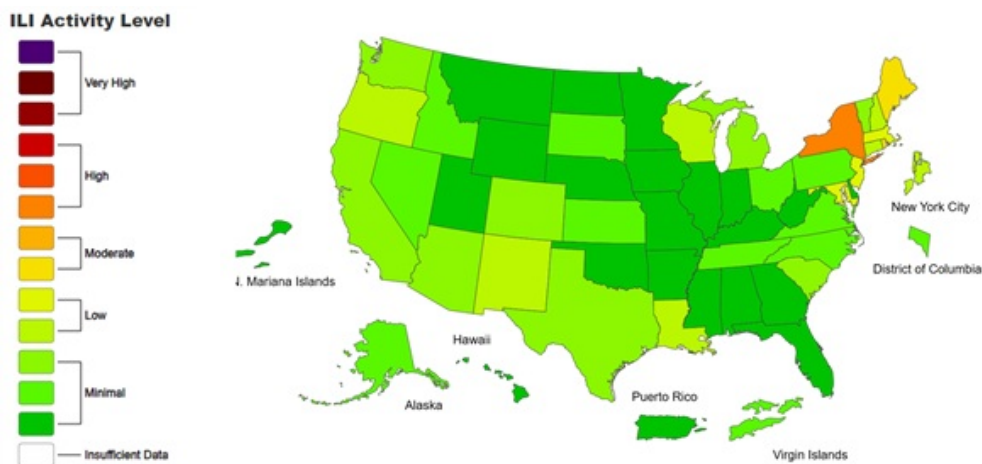 ILI Activity Level
Very High
High
Moderate
Low
Minimal
Insufficient Data
New York City
District of Columbia
. Mariana Islands
Hawaii
Alaska
Puerto Rico
Virgin Islands